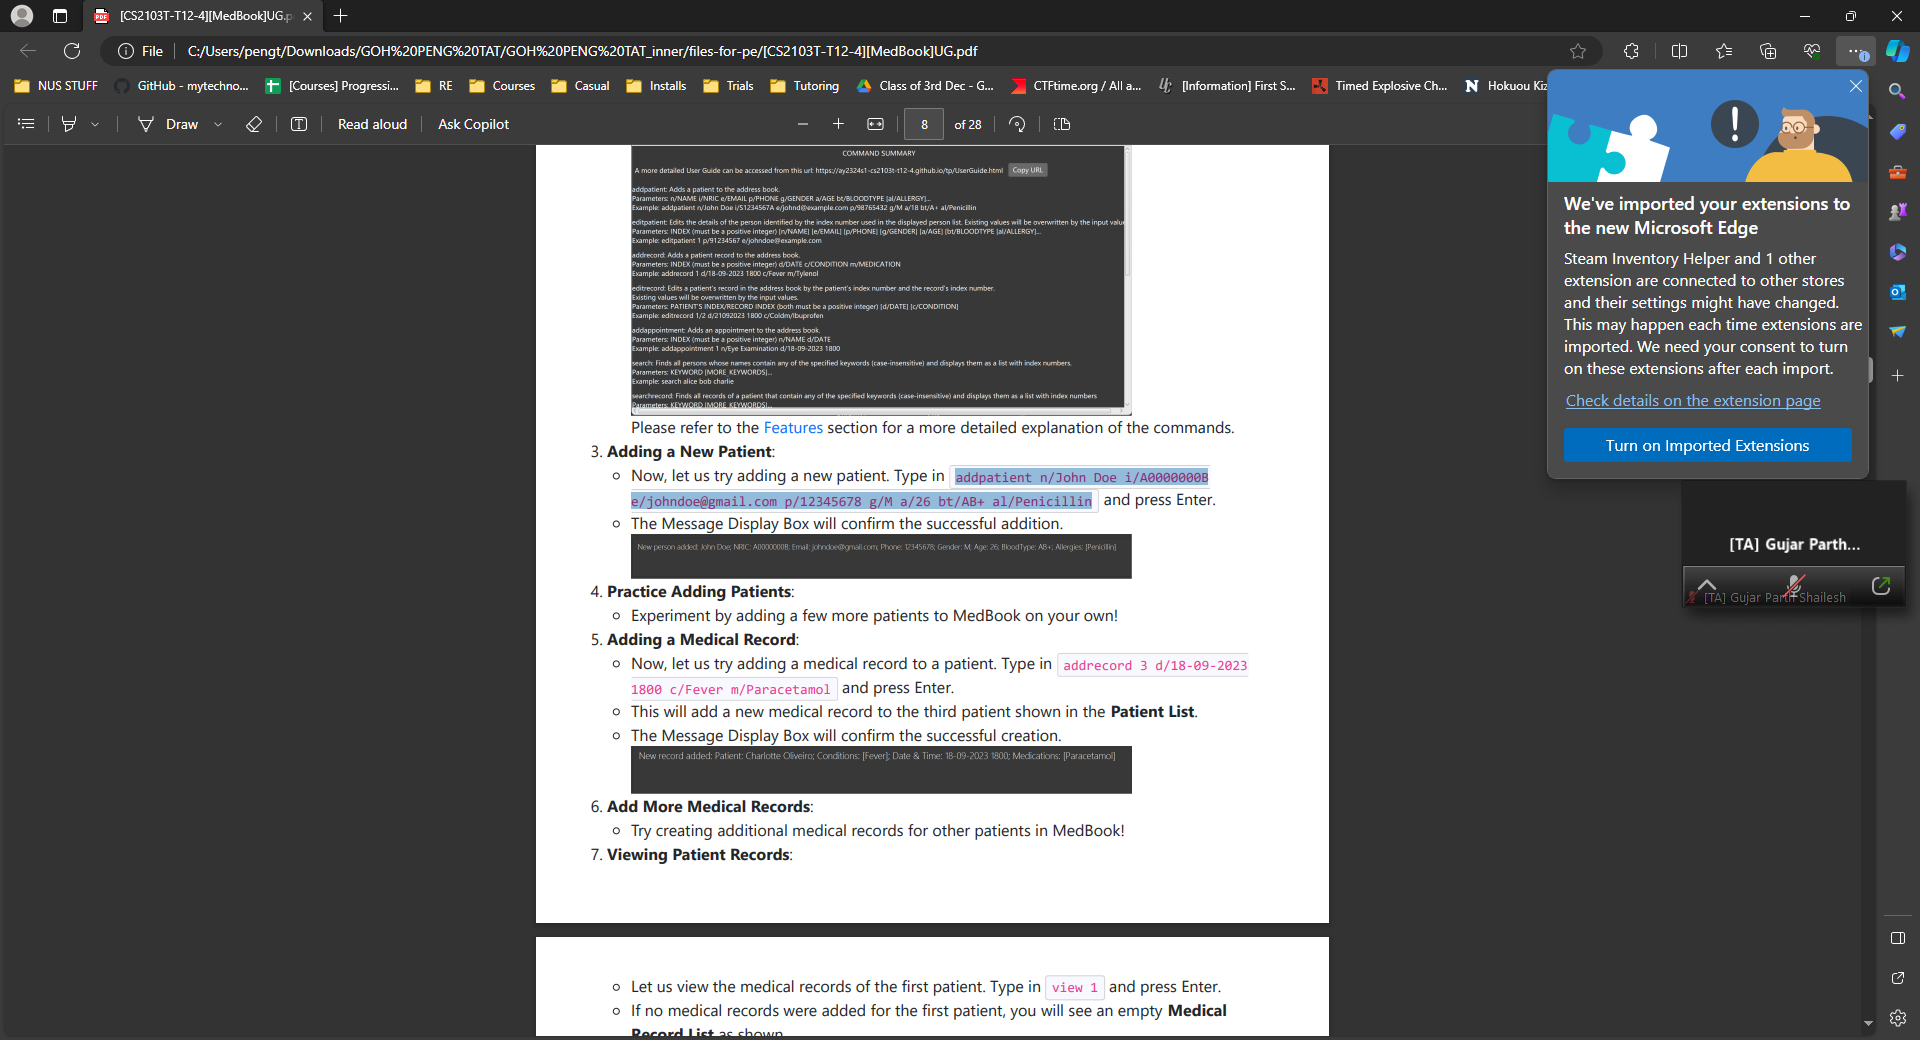 [CS2103T-T12-4][MedBook]UG.p
File
C:/Users/pengt/Downloads/GOH%20PENG%20TAT/GOH%20PENG%20TAT_inner/files-for-pe/[CS2103T-T12-4][MedBook]UG.pdf
NUS STUFF
GitHub - mytechno...
[Courses] Progressi...
RE
Courses
Casual
Installs
Trials
Tutoring
Class of 3rd Dec - G...
CTFtime.org / All a...
[Information] First S...
Timed Explosive Ch...
Hokuou Kiz
Draw
Read aloud
Ask Copilot
8
of 28
COMMAND SUMMARY
A more detailed User Guide can be accessed from this url: https://ay2324s1-cs2103t-t12-4.github.io/tp/UserGuide.html
Copy URL
addpatient: Adds a patient to the address book.
Parameters: n/NAME i/NRIC e/EMAIL p/PHONE g/GENDER a/AGE bt/BLOODTYPE [al/ALLERGY]...
Example: addpatient n/John Doe i/S1234567A e/johnd@example.com p/98765432 g/M a/18 bt/A+ al/Penicillin
editpatient: Edits the details of the person identified by the index number used in the displayed person list. Existing values will be overwritten by the input valu
Parameters: INDEX (must be a positive integer) [n/NAME] [e/EMAIL] [p/PHONE] [g/GENDER] [a/AGE] [bt/BLOODTYPE [al/ALLERGY]...
Example: editpatient 1 p/91234567 e/johndoe@example.com
addrecord: Adds a patient record to the address book.
Parameters: INDEX (must be a positive integer) d/DATE c/CONDITION m/MEDICATION
Example: addrecord 1 d/18-09-2023 1800 c/Fever m/Tylenol
editrecord: Edits a patient's record in the address book by the patient's index number and the record's index number.
Existing values will be overwritten by the input values.
Parameters: PATIENT'S INDEX/RECORD INDEX (both must be a positive integer) [d/DATE] [c/CONDITION]
Example: editrecord 1/2 d/21092023 1800 c/Coldm/Ibuprofen
addappointment: Adds an appointment to the address book.
Parameters: INDEX (must be a positive integer) n/NAME d/DATE
Example: addappointment 1 n/Eye Examination d/18-09-2023 1800
search: Finds all persons whose names contain any of the specified keywords (case-insensitive) and displays them as a list with index numbers.
Parameters: KEYWORD [MORE_KEYWORDS]...
Example: search alice bob charlie
searchrecord: Finds all records of a patient that contain any of the specified keywords (case-insensitive) and displays them as a list with index numbers
Parameters: KEYWORD [MORE_KEYWORDS]...
Please refer to the Features section for a more detailed explanation of the commands.
3. Adding a New Patient:
Now, let us try adding a new patient. Type in addpatient n/John Doe i/A0000000B
e/johndoe@gmail.com p/12345678 g/M a/26 bt/AB+ al/Penicillin and press Enter.
The Message Display Box will confirm the successful addition.
New person added: John Doe; NRIC: A0000000B; Email: johndoe@gmail.com; Phone: 12345678; Gender: M; Age: 26; BloodType: AB+; Allergies: [Penicillin]
4. Practice Adding Patients:
Experiment by adding a few more patients to MedBook on your own!
5. Adding a Medical Record:
Now, let us try adding a medical record to a patient. Type in addrecord 3 d/18-09-2023
1800 c/Fever m/Paracetamol and press Enter.
This will add a new medical record to the third patient shown in the Patient List.
The Message Display Box will confirm the successful creation.
New record added: Patient: Charlotte Oliveiro; Conditions: [Fever]; Date & Time: 18-09-2023 1800; Medications: [Paracetamol]
6. Add More Medical Records:
Try creating additional medical records for other patients in MedBook!
7. Viewing Patient Records:
Let us view the medical records of the first patient. Type in view 1 and press Enter.
If no medical records were added for the first patient, you will see an empty Medical
Record List as shown
We've imported your extensions to
the new Microsoft Edge
Steam Inventory Helper and 1 other
extension are connected to other stores
and their settings might have changed.
This may happen each time extensions are
imported. We need your consent to turn
on these extensions after each import.
Check details on the extension page
Turn on Imported Extensions
[TA] Gujar Parth...
[TA] Gujar Parth Shailesh